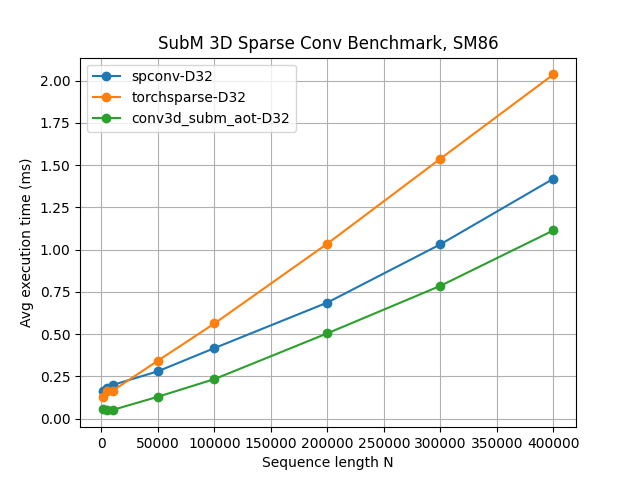 SubM 3D Sparse Conv Benchmark, SM86
spconv-D32
torchsparse-D32
conv3d_subm_aot-D32
Avg execution time (ms)
2.00
1.75
1.50
1.25
1.00
0.75
0.50
0.25
0.00
0 50000 100000 150000 200000 250000 300000 350000 400000
Sequence length N